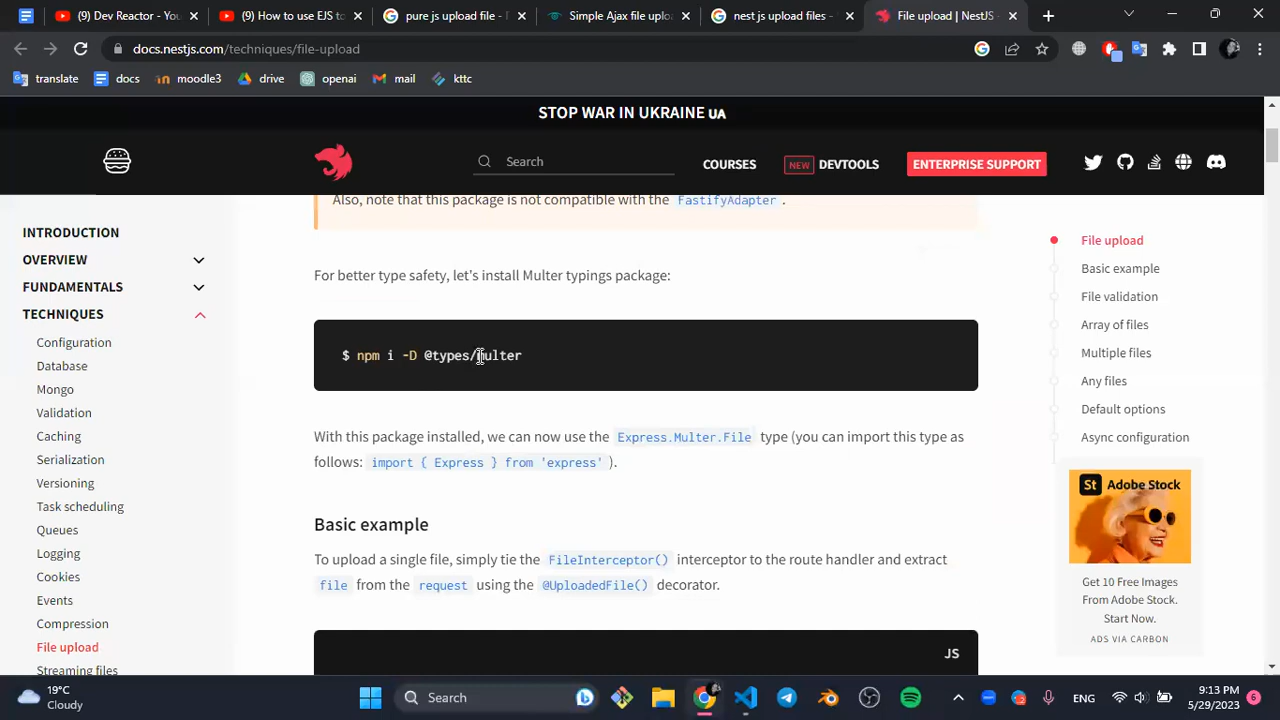 (9) Dev Reactor - You
(9) How to use EJS to
pure js upload files - 
Simple Ajax file uploa
nest js upload files -
File upload | NestJS -
docs.nestjs.com/techniques/file-upload
translate
docs
moodle3
drive
openai
mail
kttc
STOP WAR IN UKRAINE UA
Search
COURSES
NEW DEVTOOLS
ENTERPRISE SUPPORT
Also, note that this package is not compatible with the FastifyAdapter .
INTRODUCTION
OVERVIEW
FUNDAMENTALS
TECHNIQUES
Configuration
Database
Mongo
Validation
Caching
Serialization
Versioning
Task scheduling
Queues
Logging
Cookies
Events
Compression
File upload
Streaming files
For better type safety, let's install Multer typings package:
$ npm i -D @types/multer
With this package installed, we can now use the Express.Multer.File type (you can import this type as
follows: import { Express } from 'express' ).
Basic example
To upload a single file, simply tie the FileInterceptor() interceptor to the route handler and extract
file from the request using the @UploadedFile() decorator.
JS
File upload
Basic example
File validation
Array of files
Multiple files
Any files
Default options
Async configuration
St Adobe Stock
Get 10 Free Images
From Adobe Stock.
Start Now.
ADS VIA CARBON
19°C
Cloudy
Search
ENG
9:13 PM
5/29/2023
6